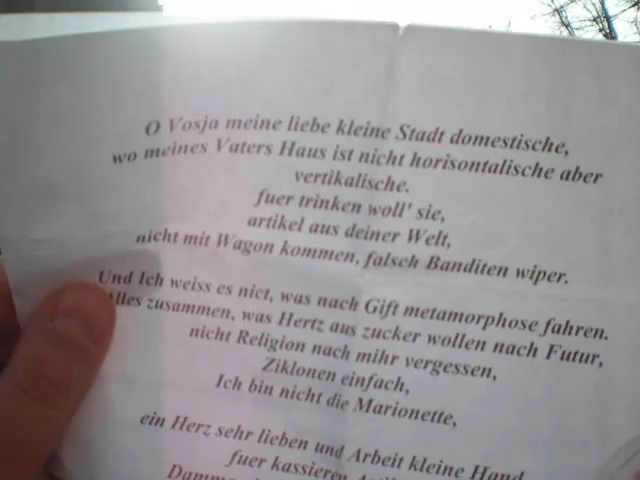 O Vosja meine liebe kleine Stadt domestische,
wo meines Vaters Haus ist nicht horisontalische aber
vertikalische.
fuer trinken woll' sie,
artikel aus deiner Welt,
nicht mit Wagon kommen, falsch Banditen wiper.
Und Ich weiss es nict, was nach Gift metamorphose fahren.
Alles zusammen, was Hertz aus zucker wollen nach Futur,
nicht Religion nach mihr vergessen,
Ziklonen einfach,
Ich bin nicht die Marionette,
ein Herz sehr lieben und Arbeit kleine Hand
fuer kassieren